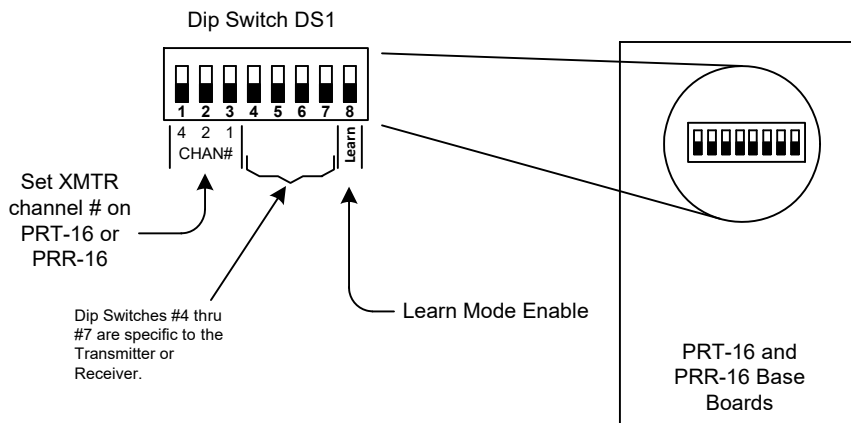 Dip Switch DS1
1 2 3 4 5 6 7 8
4 2 1
CHAN#
Learn
Set XMTR
channel # on
PRT-16 or
PRR-16
Dip Switches #4 thru
#7 are specific to the
Transmitter or
Receiver.
Learn Mode Enable
PRT-16 and
PRR-16 Base
Boards